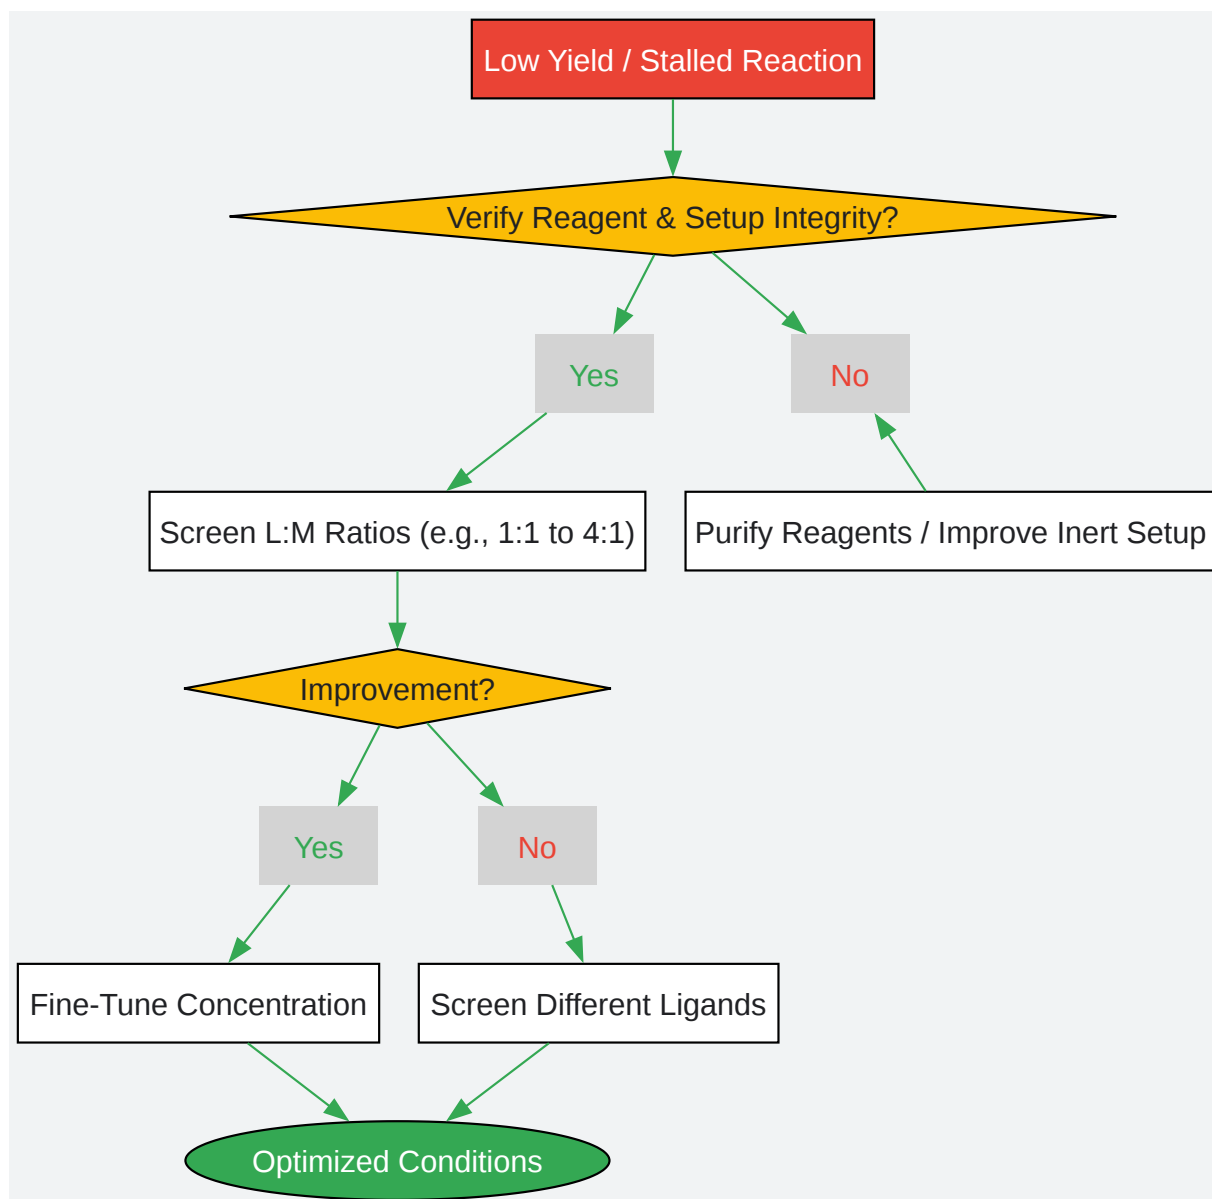 Low Yield / Stalled Reaction
Verify Reagent & Setup Integrity?
Yes
No
Screen L:M Ratios (e.g., 1:1 to 4:1)
Purify Reagents / Improve Inert Setup
Improvement?
Yes
No
Fine-Tune Concentration
Screen Different Ligands
Optimized Conditions